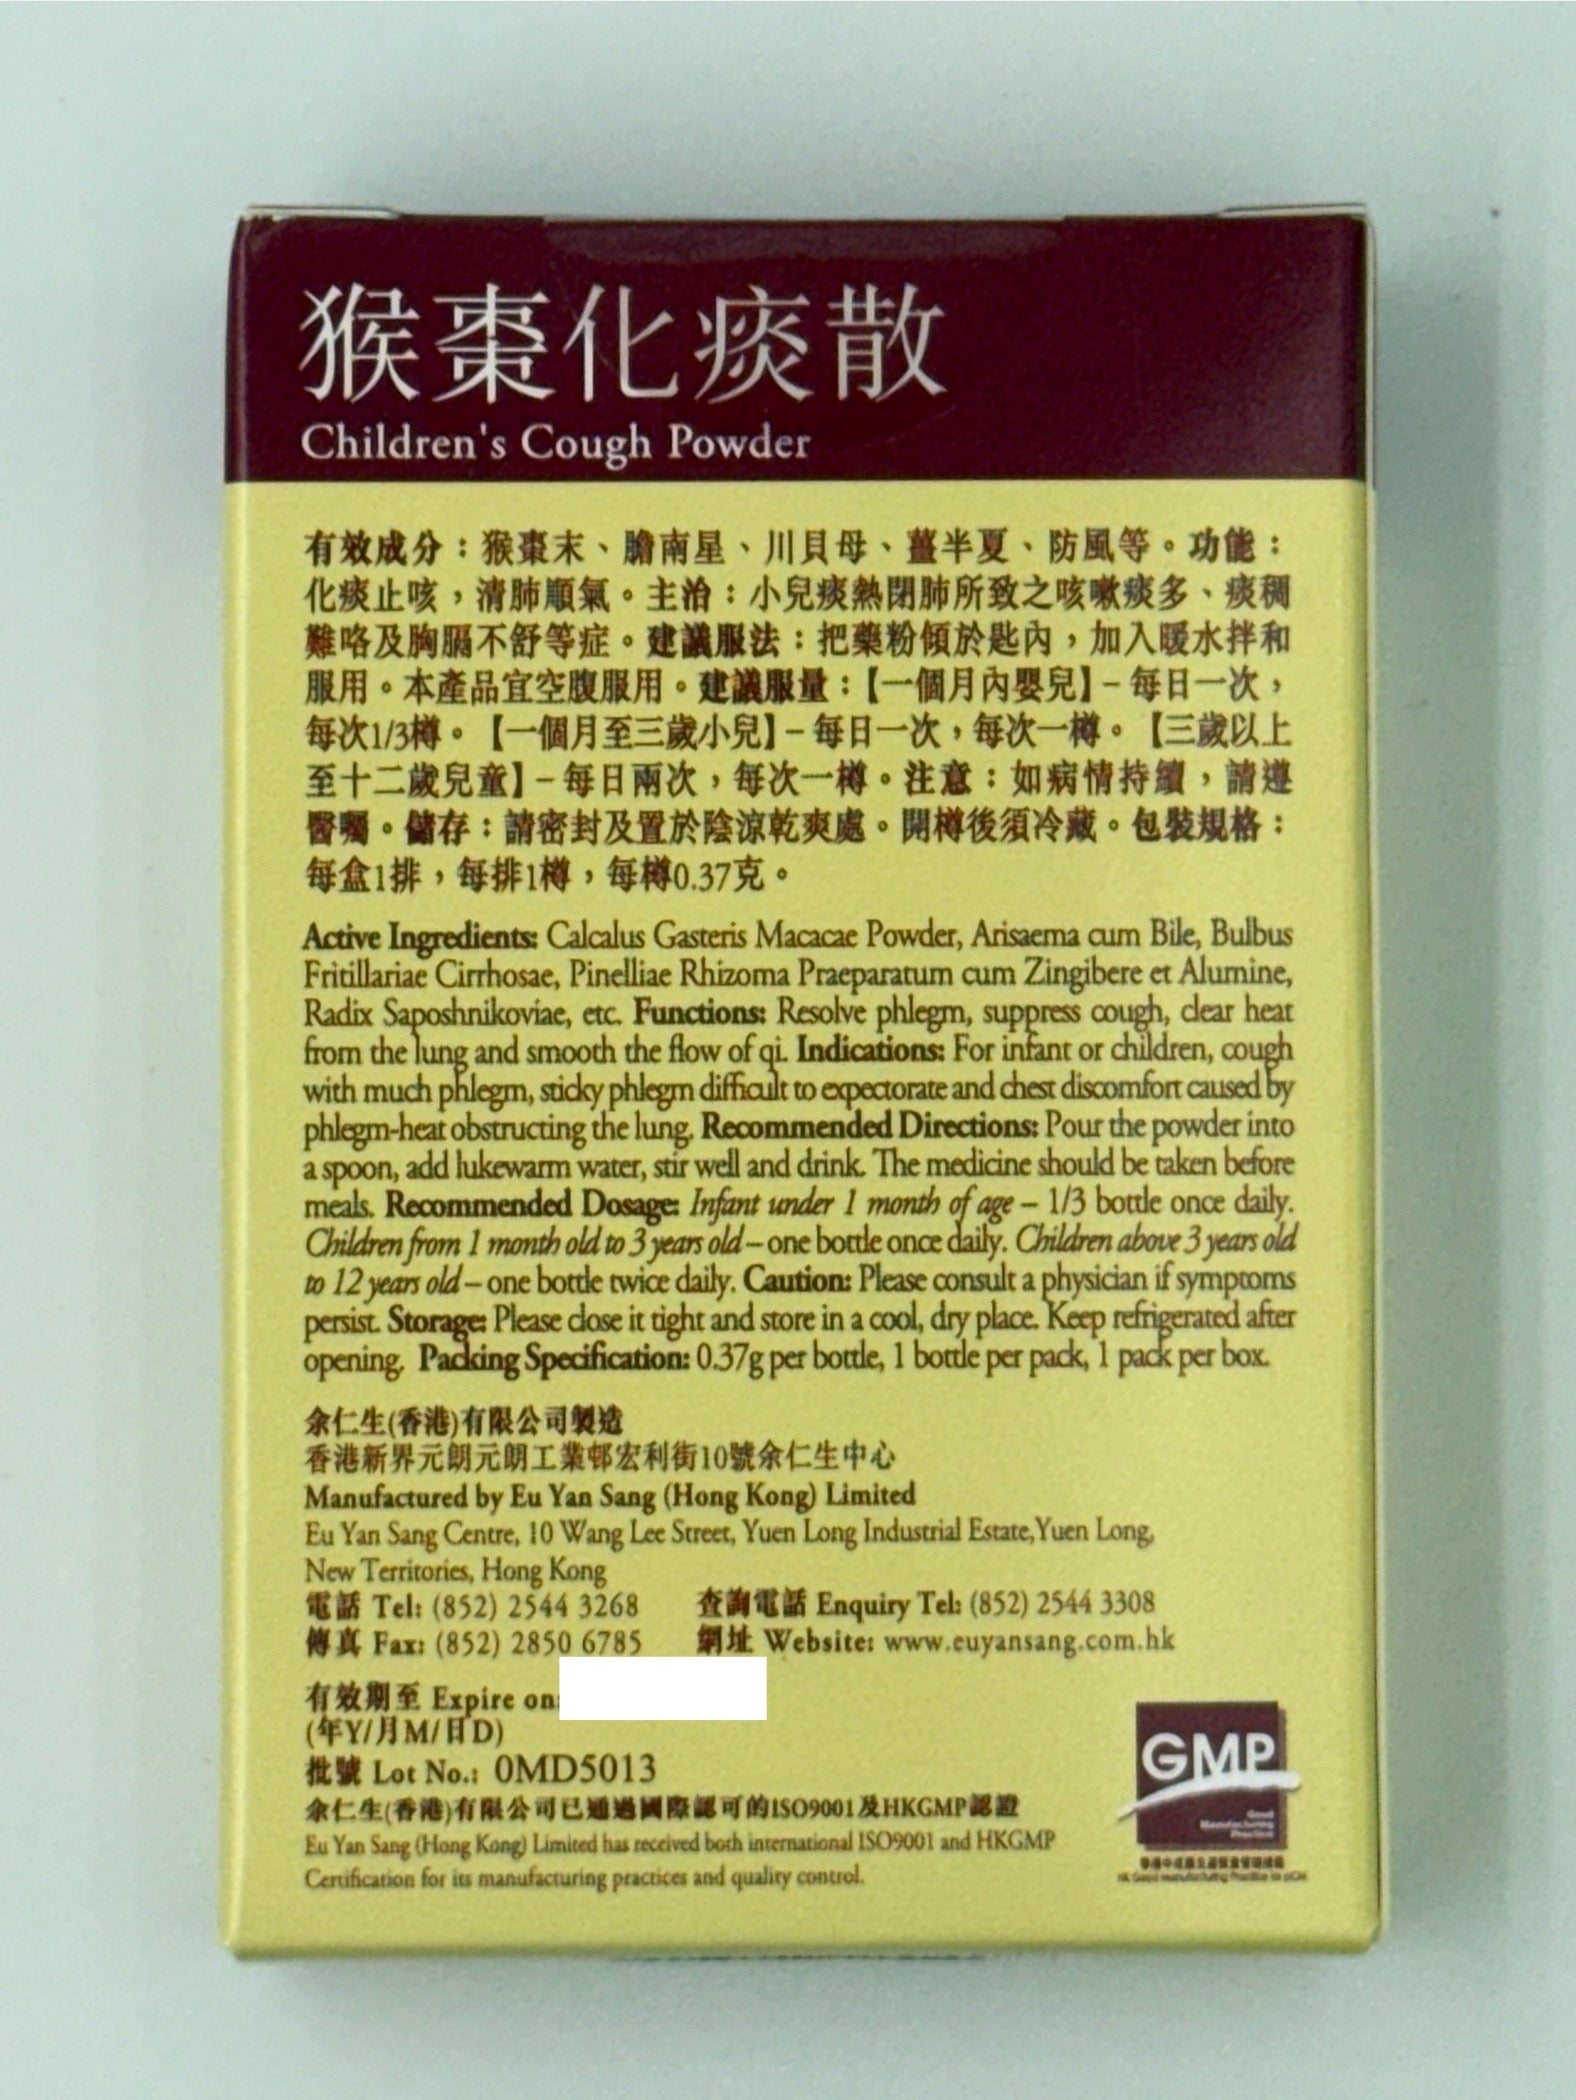 猴棗化痰散
Children's Cough Powder
有效成分：猴棗末、膽南星、川貝母、薑半夏、防風等。功能：
化痰止咳，清肺順氣。主治：小兒痰熱閉肺所致之咳嗽痰多、痰稠
難咯及胸膈不舒等症。建議服法：把藥粉傾於匙內，加入暖水拌和
服用。本產品宜空腹服用。建議服量：【一個月內嬰兒】– 每日一次，
每次1/3樽。【一個月至三歲小兒】– 每日一次，每次一樽。【三歲以上
至十二歲兒童】– 每日兩次，每次一樽。注意：如病情持續，請遵
醫囑。儲存：請密封及置於陰涼乾爽處。開樽後須冷藏。包裝規格：
每盒1排，每排1樽，每樽0.37克。
Active Ingredients: Calcalus Gasteris Macacae Powder, Arisaema cum Bile, Bulbus
Fritillariae Cirrhosae, Pinelliae Rhizoma Praeparatum cum Zingibere et Alumine,
Radix Saposhnikoviae, etc. Functions: Resolve phlegm, suppress cough, clear heat
from the lung and smooth the flow of qi. Indications: For infant or children, cough
with much phlegm, sticky phlegm difficult to expectorate and chest discomfort caused by
phlegm-heat obstructing the lung. Recommended Directions: Pour the powder into
a spoon, add lukewarm water, stir well and drink. The medicine should be taken before
meals. Recommended Dosage: Infant under 1 month of age – 1/3 bottle once daily.
Children from 1 month old to 3 years old – one bottle once daily. Children above 3 years old
to 12 years old – one bottle twice daily. Caution: Please consult a physician if symptoms
persist. Storage: Please close it tight and store in a cool, dry place. Keep refrigerated after
opening. Packing Specification: 0.37g per bottle, 1 bottle per pack, 1 pack per box.
余仁生(香港)有限公司製造
香港新界元朗元朗工業邨宏利街10號余仁生中心
Manufactured by Eu Yan Sang (Hong Kong) Limited
Eu Yan Sang Centre, 10 Wang Lee Street, Yuen Long Industrial Estate,Yuen Long,
New Territories, Hong Kong
電話 Tel: (852) 2544 3268 查詢電話 Enquiry Tel: (852) 2544 3308
傳真 Fax: (852) 2850 6785 網址 Website: www.euyansang.com.hk
有效期至 Expire on:
(年Y/月M/日D)
批號 Lot No.: 0MD5013
余仁生(香港)有限公司已通過國際認可的ISO9001及HKGMP認證
Eu Yan Sang (Hong Kong) Limited has received both international ISO9001 and HKGMP
Certification for its manufacturing practices and quality control.
GMP
Good
Manufacturing
Practice